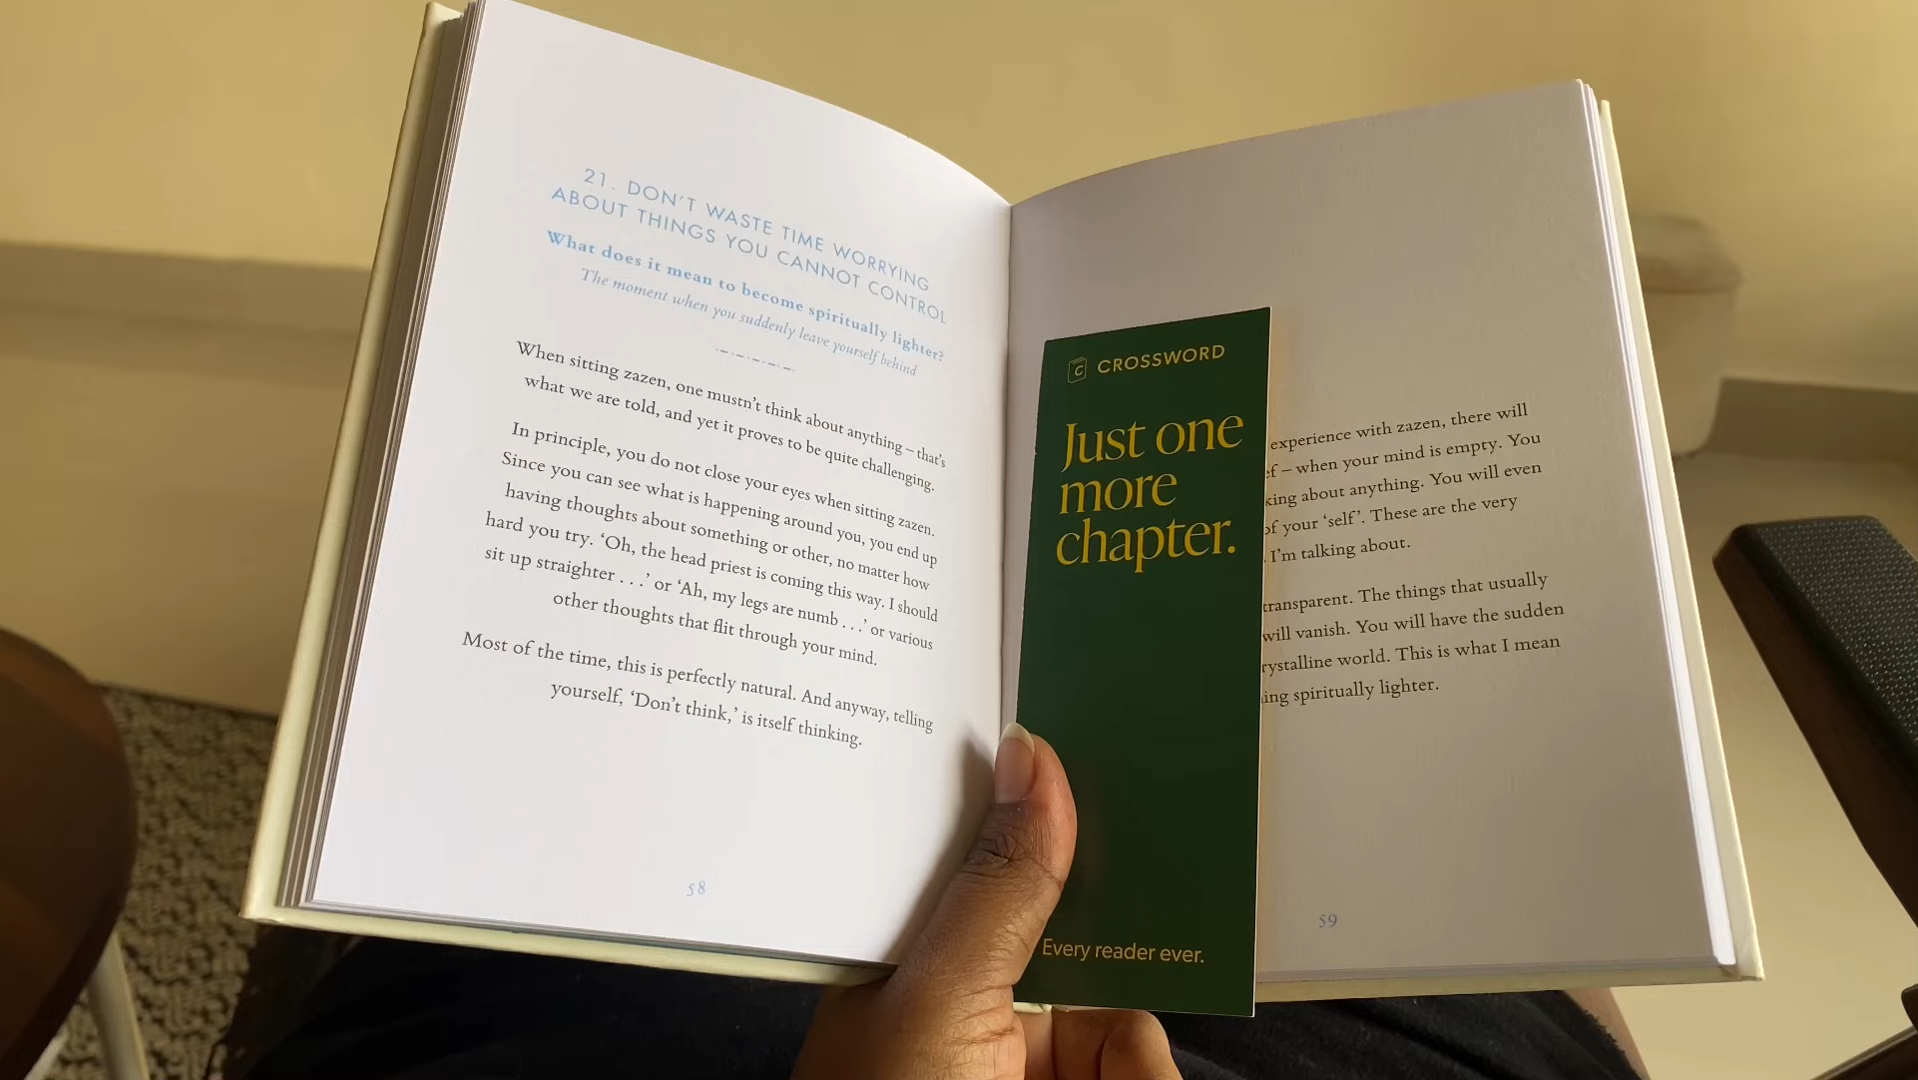 21. DON'T WASTE TIME WORRYING
ABOUT THINGS YOU CANNOT CONTROL
What does it mean to become spiritually lighter?
The moment when you suddenly leave yourself behind
When sitting zazen, one mustn't think about anything – that's
what we are told, and yet it proves to be quite challenging.
In principle, you do not close your eyes when sitting zazen.
Since you can see what is happening around you, you end up
having thoughts about something or other, no matter how
hard you try. 'Oh, the head priest is coming this way. I should
sit up straighter . . .' or 'Ah, my legs are numb . . .' or various
other thoughts that flit through your mind.
Most of the time, this is perfectly natural. And anyway, telling
yourself, 'Don't think,' is itself thinking.
58
C CROSSWORD
Just one
more
chapter.
Every reader ever.
experience with zazen, there will
– when your mind is empty. You
about anything. You will even
of your 'self'. These are the very
I'm talking about.
transparent. The things that usually
will vanish. You will have the sudden
world. This is what I mean
spiritually lighter.
59